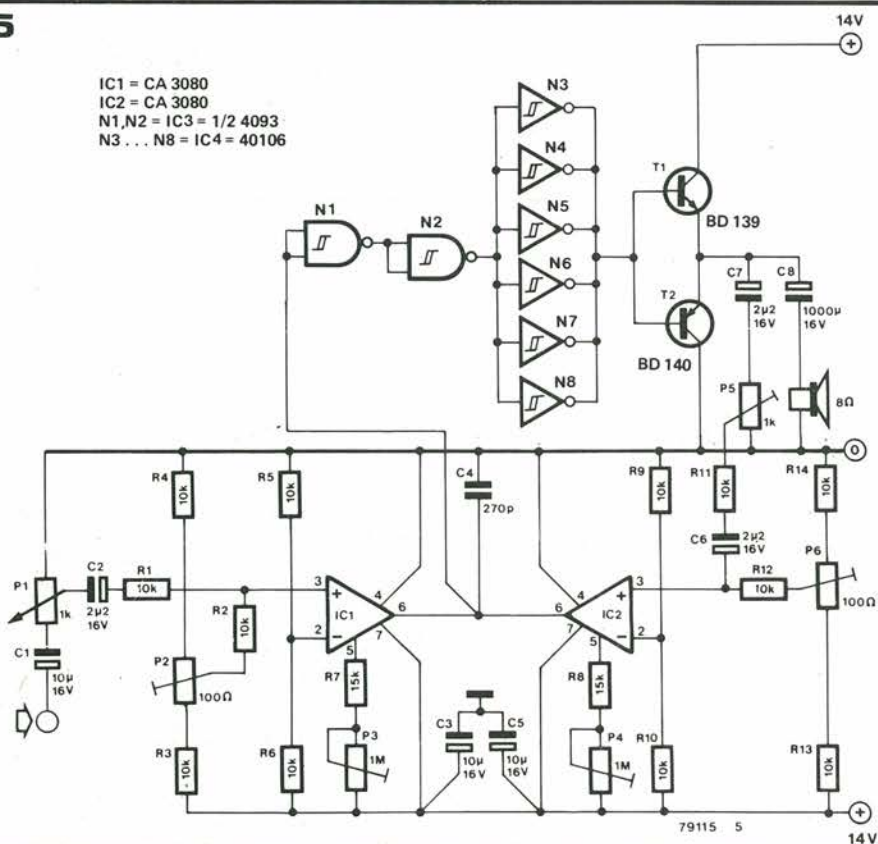 5
14V
+
IC1 = CA 3080
IC2 = CA 3080
N1,N2 = IC3 = 1/2 4093
N3 ... N8 = IC4 = 40106
N3
N4
N1
N5
N2
N6
N7
N8
T1
BD 139
T2
BD 140
C7
2µ2
16V
C8
1000µ
16V
P5
1k
8Ω
0
R4
10k
R5
10k
C4
270p
R9
10k
R11
10k
R14
10k
P1
1k
C2
2µ2
16V
R1
10k
R2
10k
3
+
2
−
IC1
4
7
6
5
6
4
7
IC2
3
+
2
−
5
C6
2µ2
16V
R12
10k
P6
100Ω
C1
10µ
16V
P2
100Ω
R7
15k
R8
15k
R3
10k
R6
10k
P3
1M
C3
10µ
16V
C5
10µ
16V
P4
1M
R10
10k
R13
10k
79115 5
+
14V